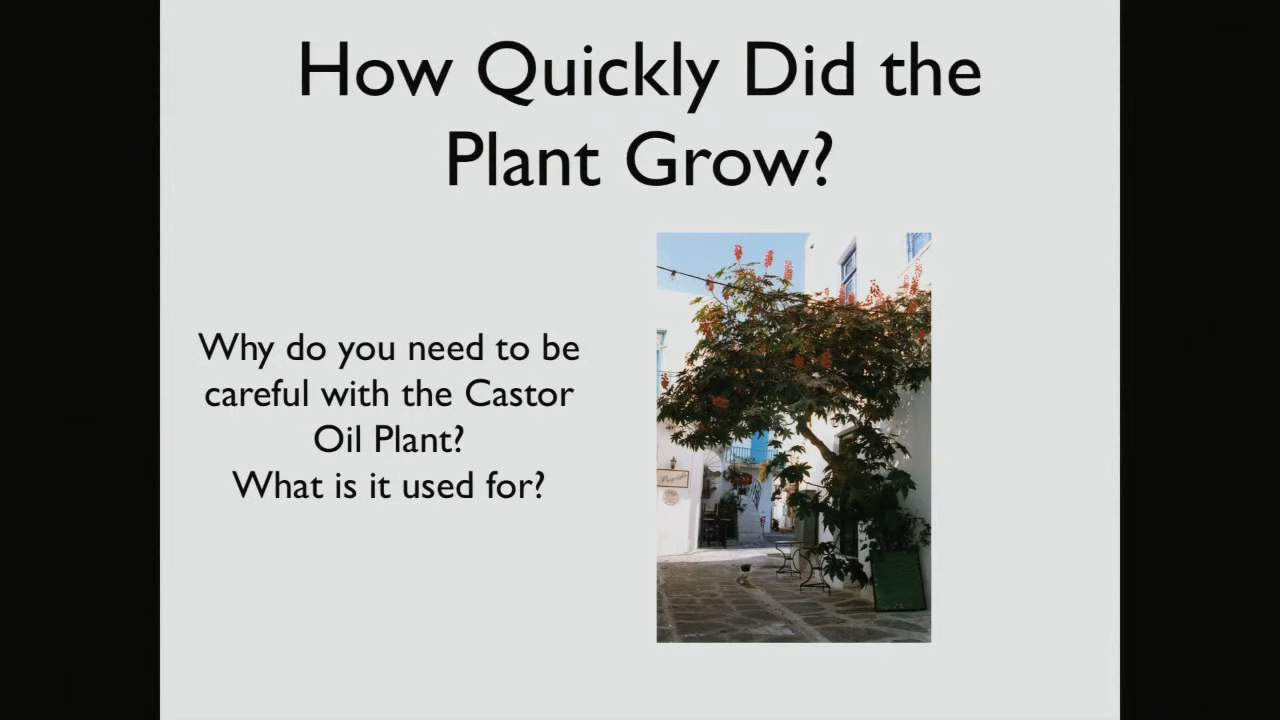 How Quickly Did the
Plant Grow?
Why do you need to be
careful with the Castor
Oil Plant?
What is it used for?